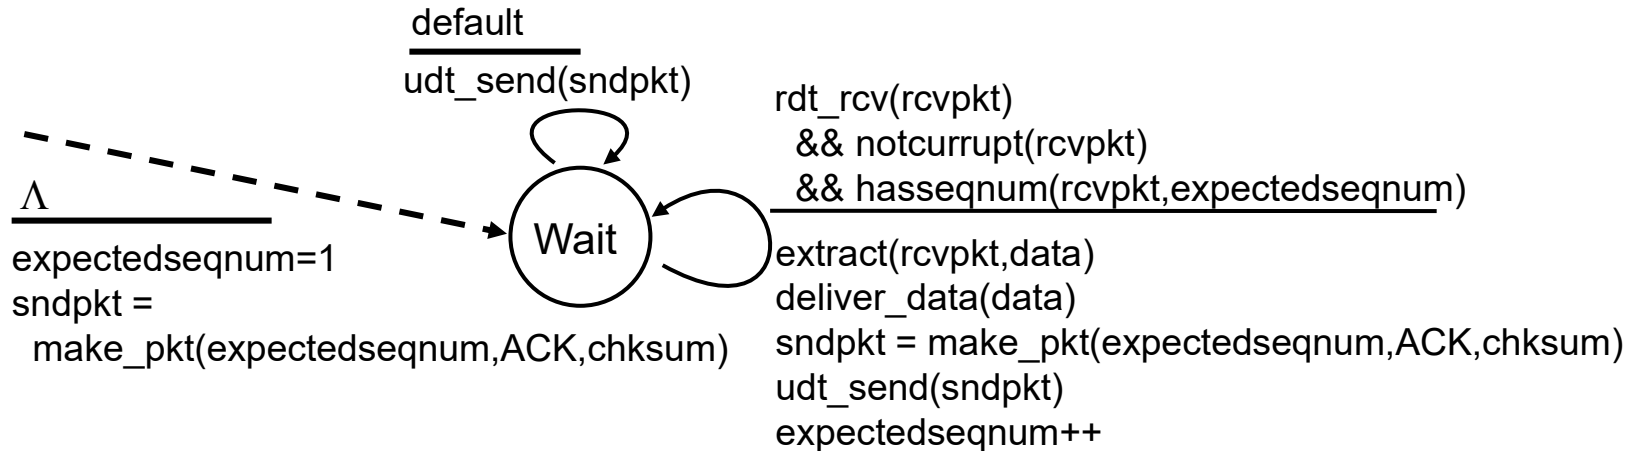 default
udt_send(sndpkt)
rdt_rcv(rcvpkt)
&& notcurrupt(rcvpkt)
&& hasseqnum(rcvpkt,expectedseqnum)
Λ
expectedseqnum=1
sndpkt =
make_pkt(expectedseqnum,ACK,chksum)
Wait
extract(rcvpkt,data)
deliver_data(data)
sndpkt = make_pkt(expectedseqnum,ACK,chksum)
udt_send(sndpkt)
expectedseqnum++